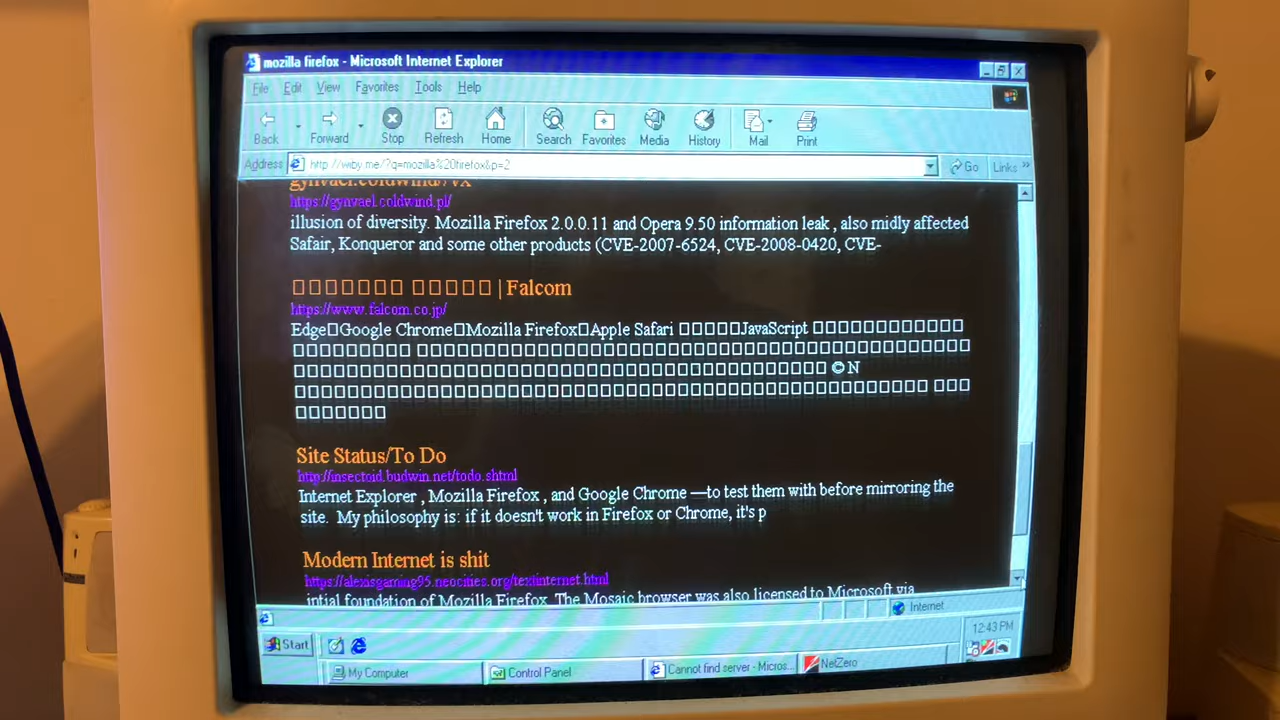 mozilla firefox - Microsoft Internet Explorer
File Edit View Favorites Tools Help
Back Forward Stop Refresh Home Search Favorites Media History Mail Print
Address http://wiby.me/?q=mozilla%20firefox&p=2 Go Links »
gynvael.coldwind//vx
https://gynvael.coldwind.pl/
illusion of diversity. Mozilla Firefox 2.0.0.11 and Opera 9.50 information leak , also midly affected
Safair, Konqueror and some other products (CVE-2007-6524, CVE-2008-0420, CVE-
| Falcom
https://www.falcom.co.jp/
Edge Google Chrome Mozilla Firefox Apple Safari JavaScript
© N
Site Status/To Do
http://insectoid.budwin.net/todo.shtml
Internet Explorer , Mozilla Firefox , and Google Chrome —to test them with before mirroring the
site. My philosophy is: if it doesn't work in Firefox or Chrome, it's p
Modern Internet is shit
https://alexisgaming95.neocities.org/textinternet.html
intial foundation of Mozilla Firefox. The Mosaic browser was also licensed to Microsoft via
Internet
Start
12:43 PM
My Computer Control Panel Cannot find server - Micros... NetZero